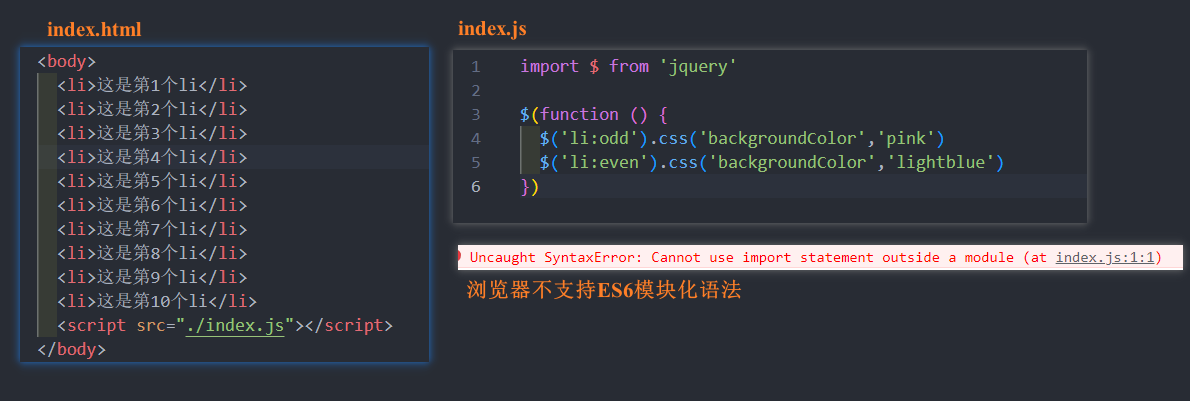 index.html
<body>
<li>这是第1个li</li>
<li>这是第2个li</li>
<li>这是第3个li</li>
<li>这是第4个li</li>
<li>这是第5个li</li>
<li>这是第6个li</li>
<li>这是第7个li</li>
<li>这是第8个li</li>
<li>这是第9个li</li>
<li>这是第10个li</li>
<script src="./index.js"></script>
</body>
index.js
1 import $ from 'jquery'
2
3 $(function () {
4 $('li:odd').css('backgroundColor','pink')
5 $('li:even').css('backgroundColor','lightblue')
6 })
Uncaught SyntaxError: Cannot use import statement outside a module (at index.js:1:1)
浏览器不支持ES6模块化语法